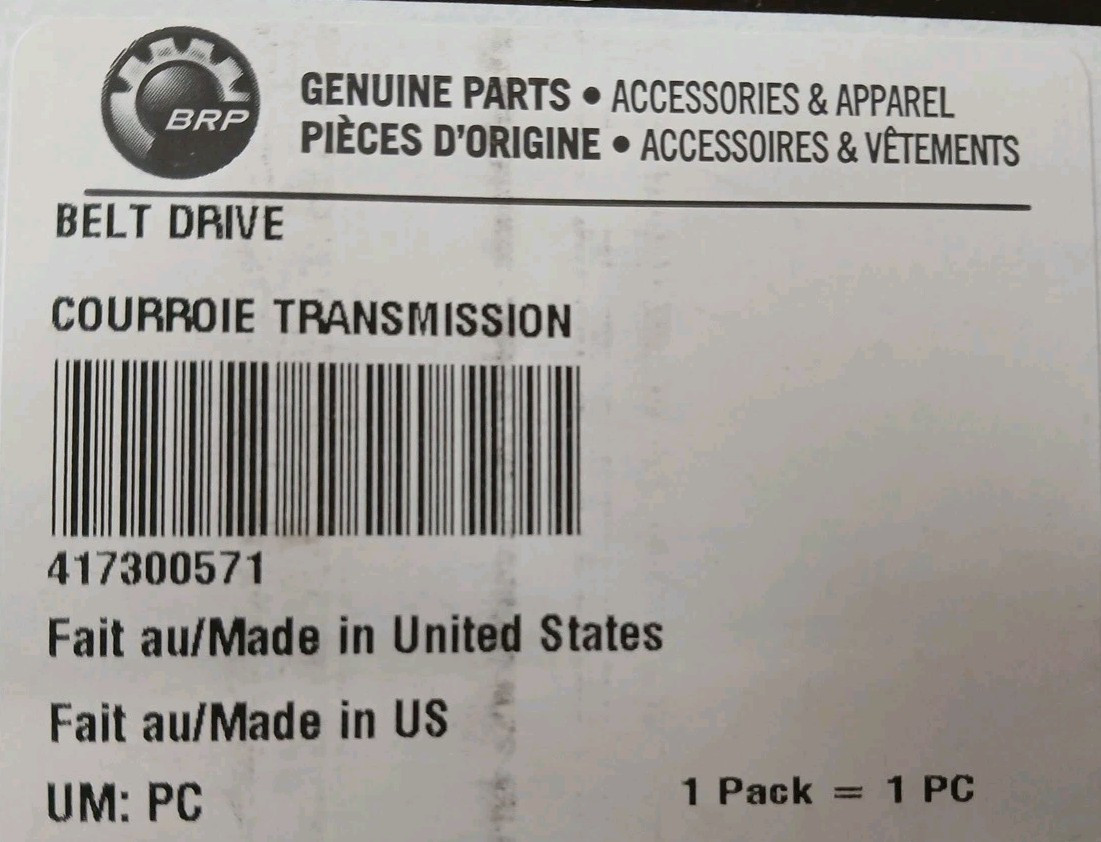 BRP
GENUINE PARTS • ACCESSORIES & APPAREL
PIÈCES D'ORIGINE • ACCESSOIRES & VÊTEMENTS
BELT DRIVE
COURROIE TRANSMISSION
417300571
Fait au/Made in United States
Fait au/Made in US
UM: PC
1 Pack = 1 PC